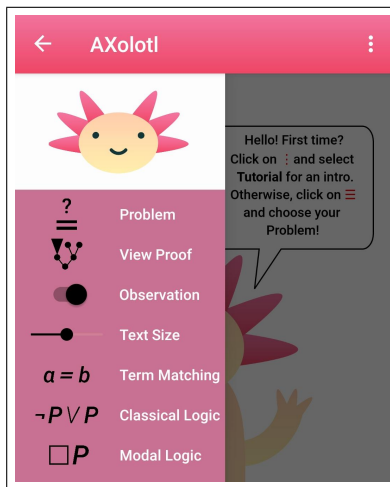 AXolotl
Hello! First time?
Click on ⋮ and select
Tutorial for an intro.
Otherwise, click on ☰
and choose your
Problem!
?
=
Problem
View Proof
Observation
Text Size
a = b Term Matching
¬P∨P Classical Logic
□P Modal Logic